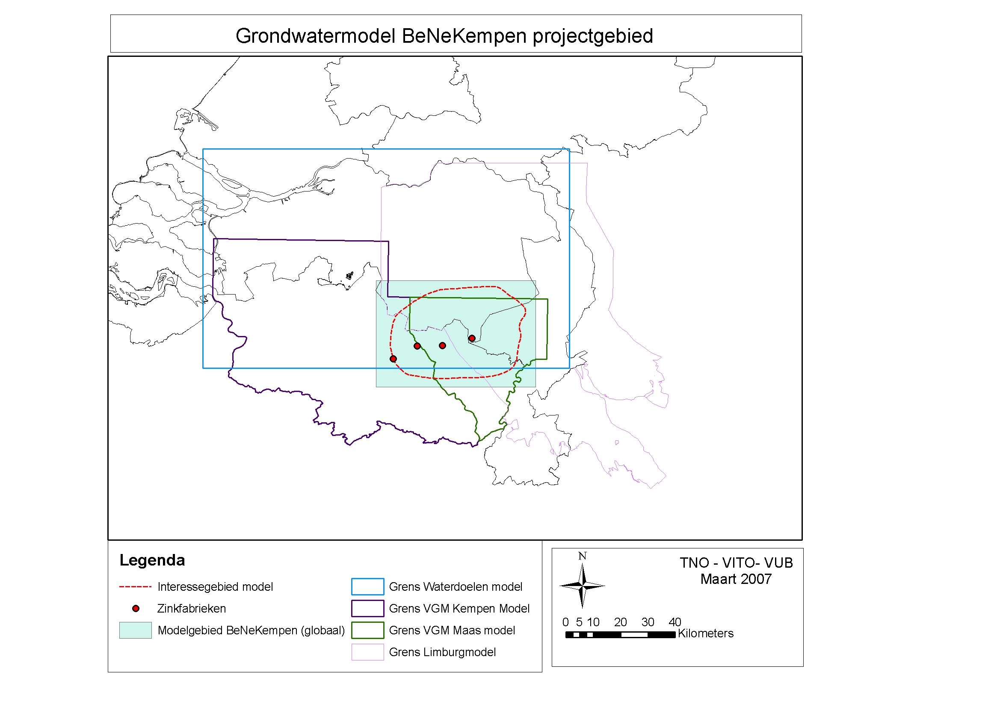 Grondwatermodel BeNeKempen projectgebied
Legenda
Interessegebied model
Zinkfabrieken
Modelgebied BeNeKempen (globaal)
Grens Waterdoelen model
Grens VGM Kempen Model
Grens VGM Maas model
Grens Limburgmodel
N
TNO - VITO- VUB
Maart 2007
0 5 10 20 30 40
Kilometers